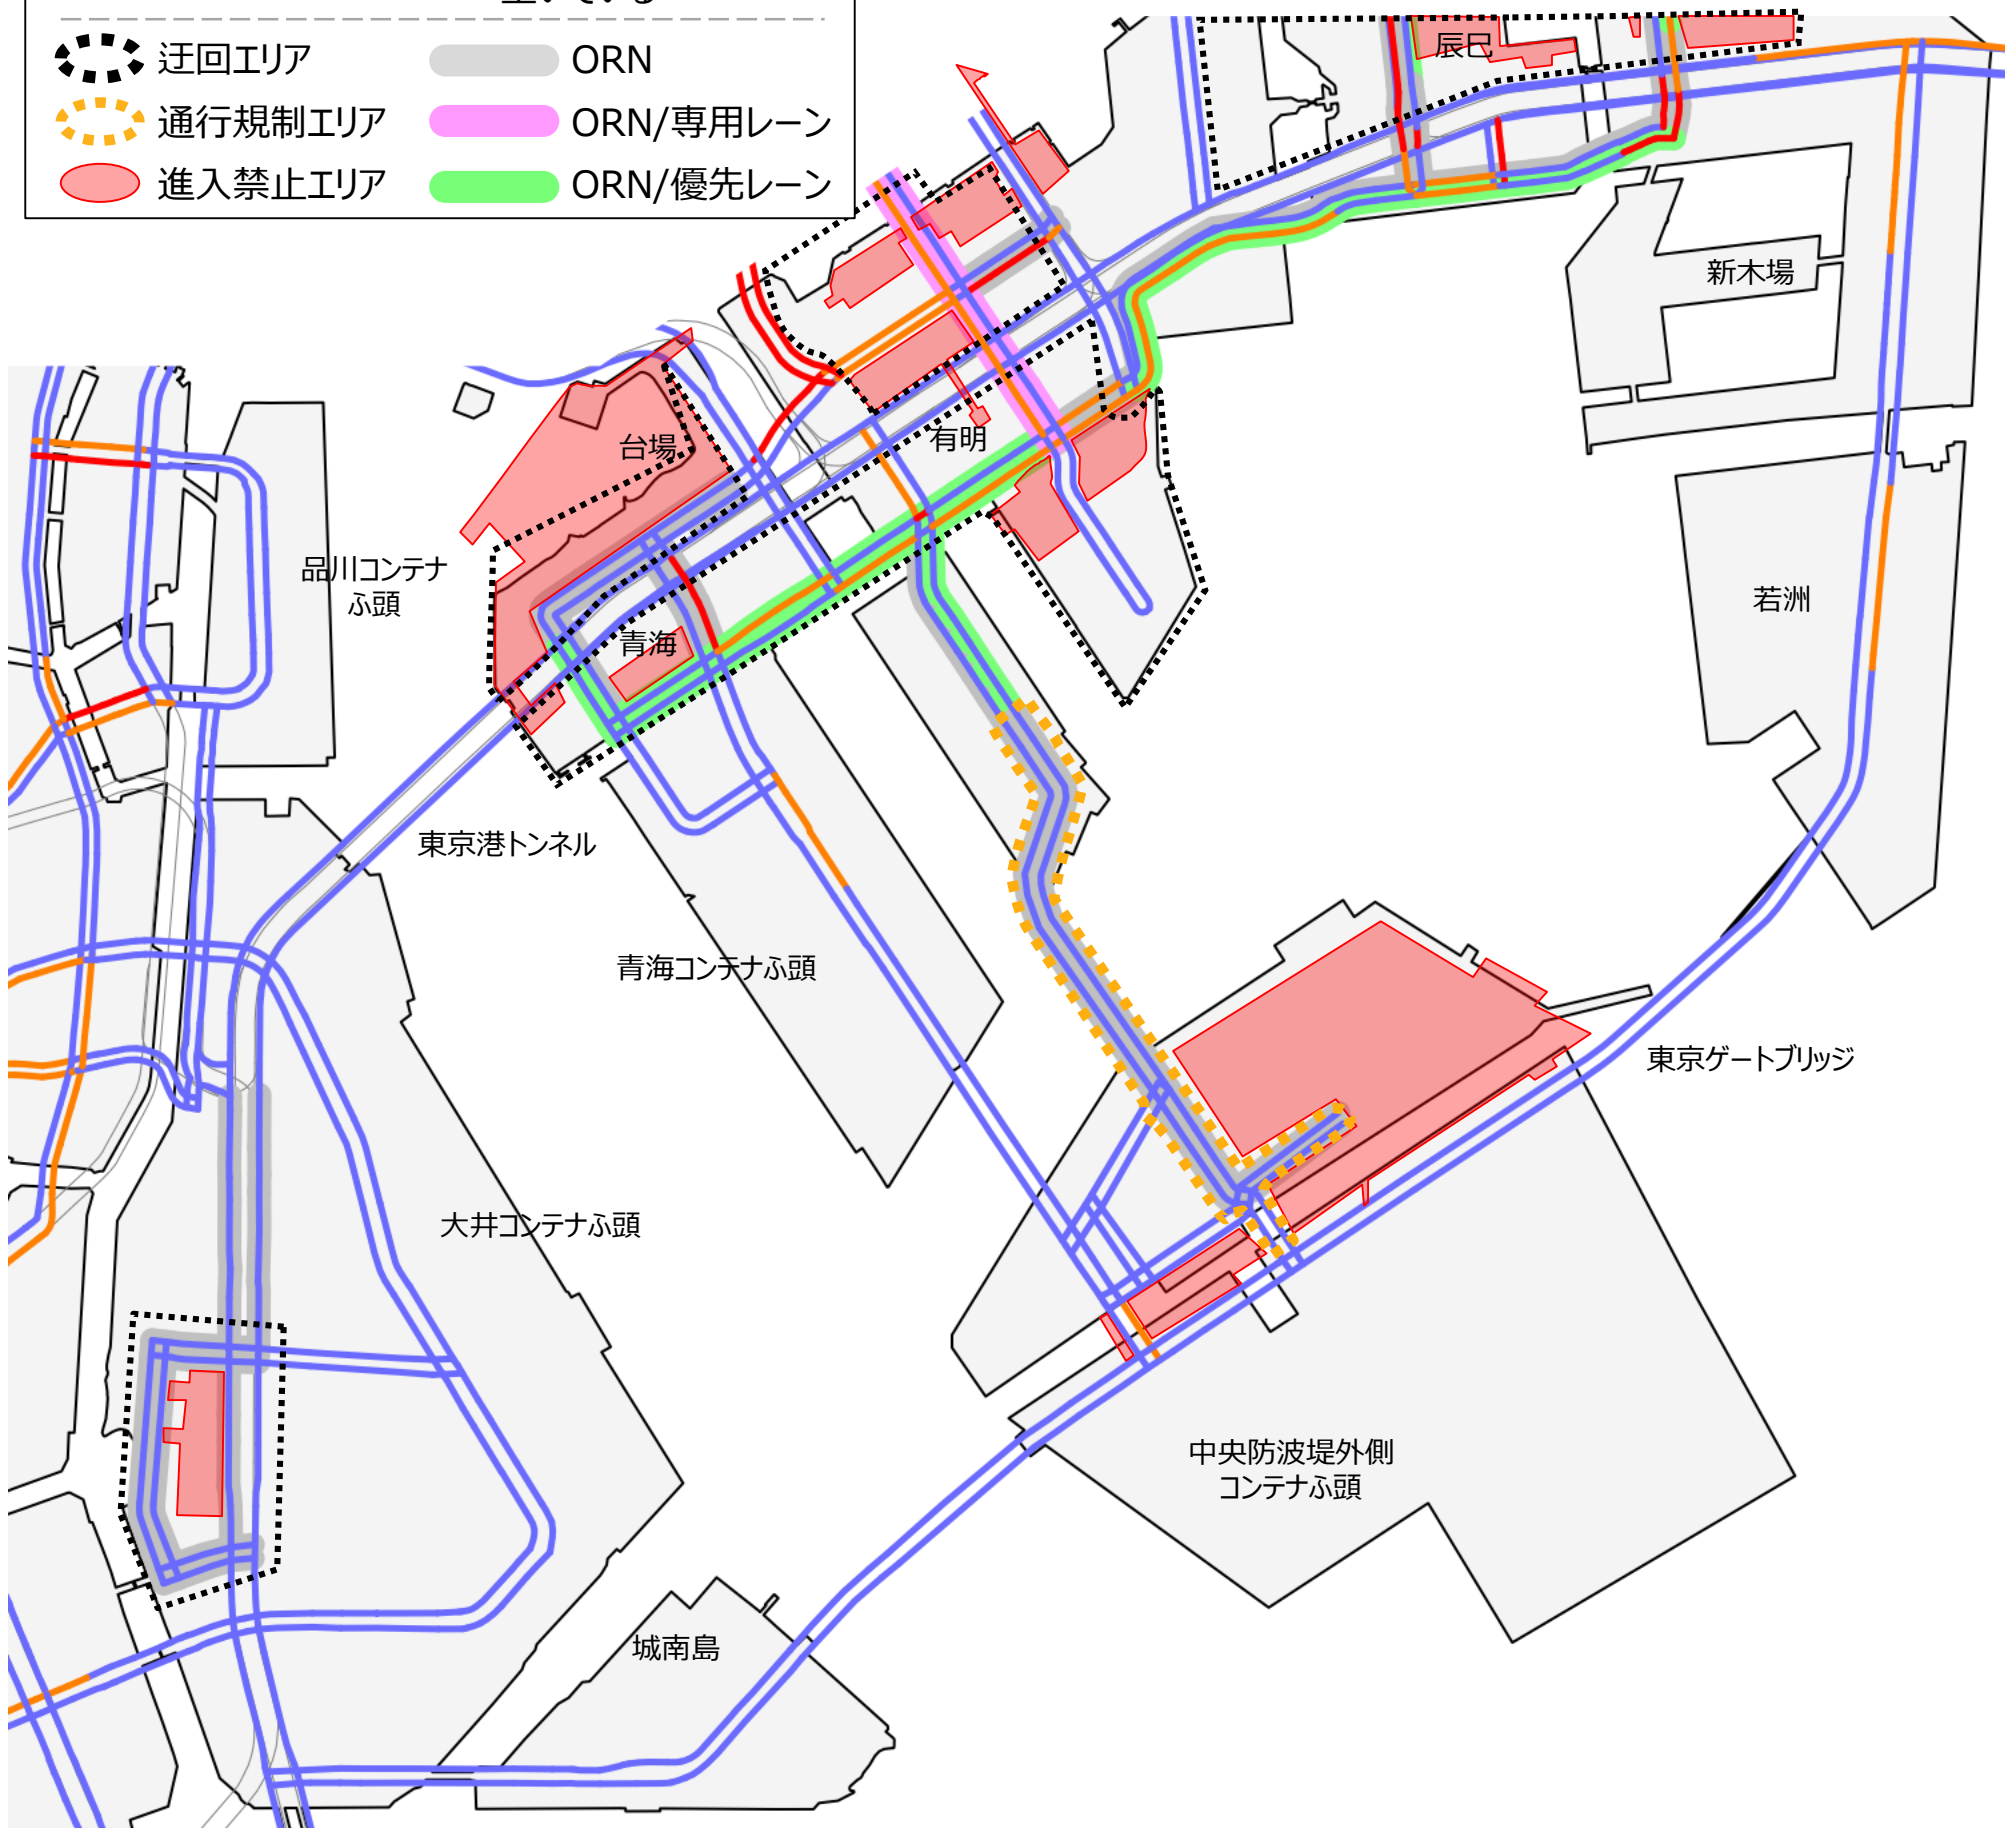 空いている
迂回エリア
ORN
通行規制エリア
ORN/専用レーン
進入禁止エリア
ORN/優先レーン
辰巳
新木場
有明
台場
品川コンテナ
ふ頭
青海
若洲
東京港トンネル
青海コンテナふ頭
東京ゲートブリッジ
大井コンテナふ頭
中央防波堤外側
コンテナふ頭
城南島